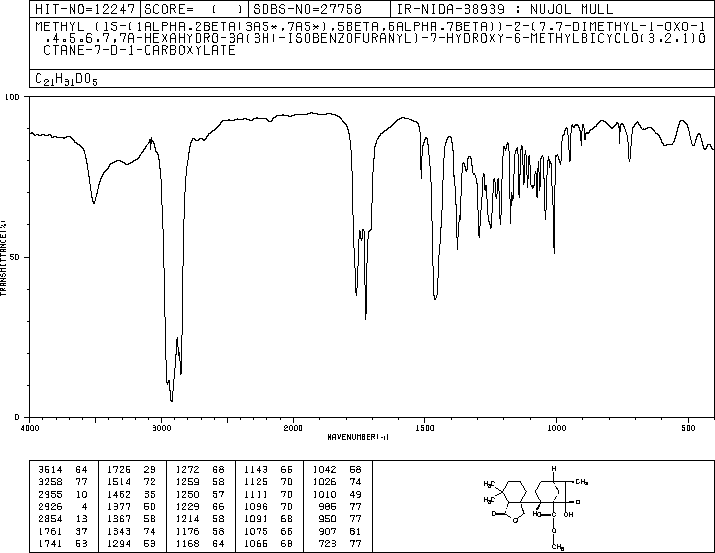 HIT-NO=12247 SCORE= ( ) SDBS-NO=27758 IR-NIDA-38939 : NUJOL MULL
METHYL (1S-(1ALPHA.2BETA(3AS*,7AS*),5BETA,6ALPHA.7BETA))-2-(7.7-DIMETHYL-1-OXO-1
.4.5.6.7,7A-HEXAHYDRO-3A(3H)-ISOBENZOFURANYL)-7-HYDROXY-6-METHYLBICYCLO(3.2.1)O
CTANE-7-D-1-CARBOXYLATE
C21H31DO5
100
TRANSMITTANCE(%)
50
0
4000 3000 2000 1500 1000 500
WAVENUMBER(-1)
3514 64 1726 29 1272 68 1143 66 1042 58
3258 77 1514 72 1259 58 1125 70 1026 74
2955 10 1462 35 1250 57 1111 70 1010 49
2926 4 1377 50 1229 66 1096 70 986 77
2854 13 1367 58 1214 58 1091 68 950 77
1761 37 1343 74 1176 58 1075 66 907 81
1741 53 1294 53 1168 64 1066 68 723 77
H
H3C
CH3
H3C
D
O
O
HO
C
O
OH
O
CH3